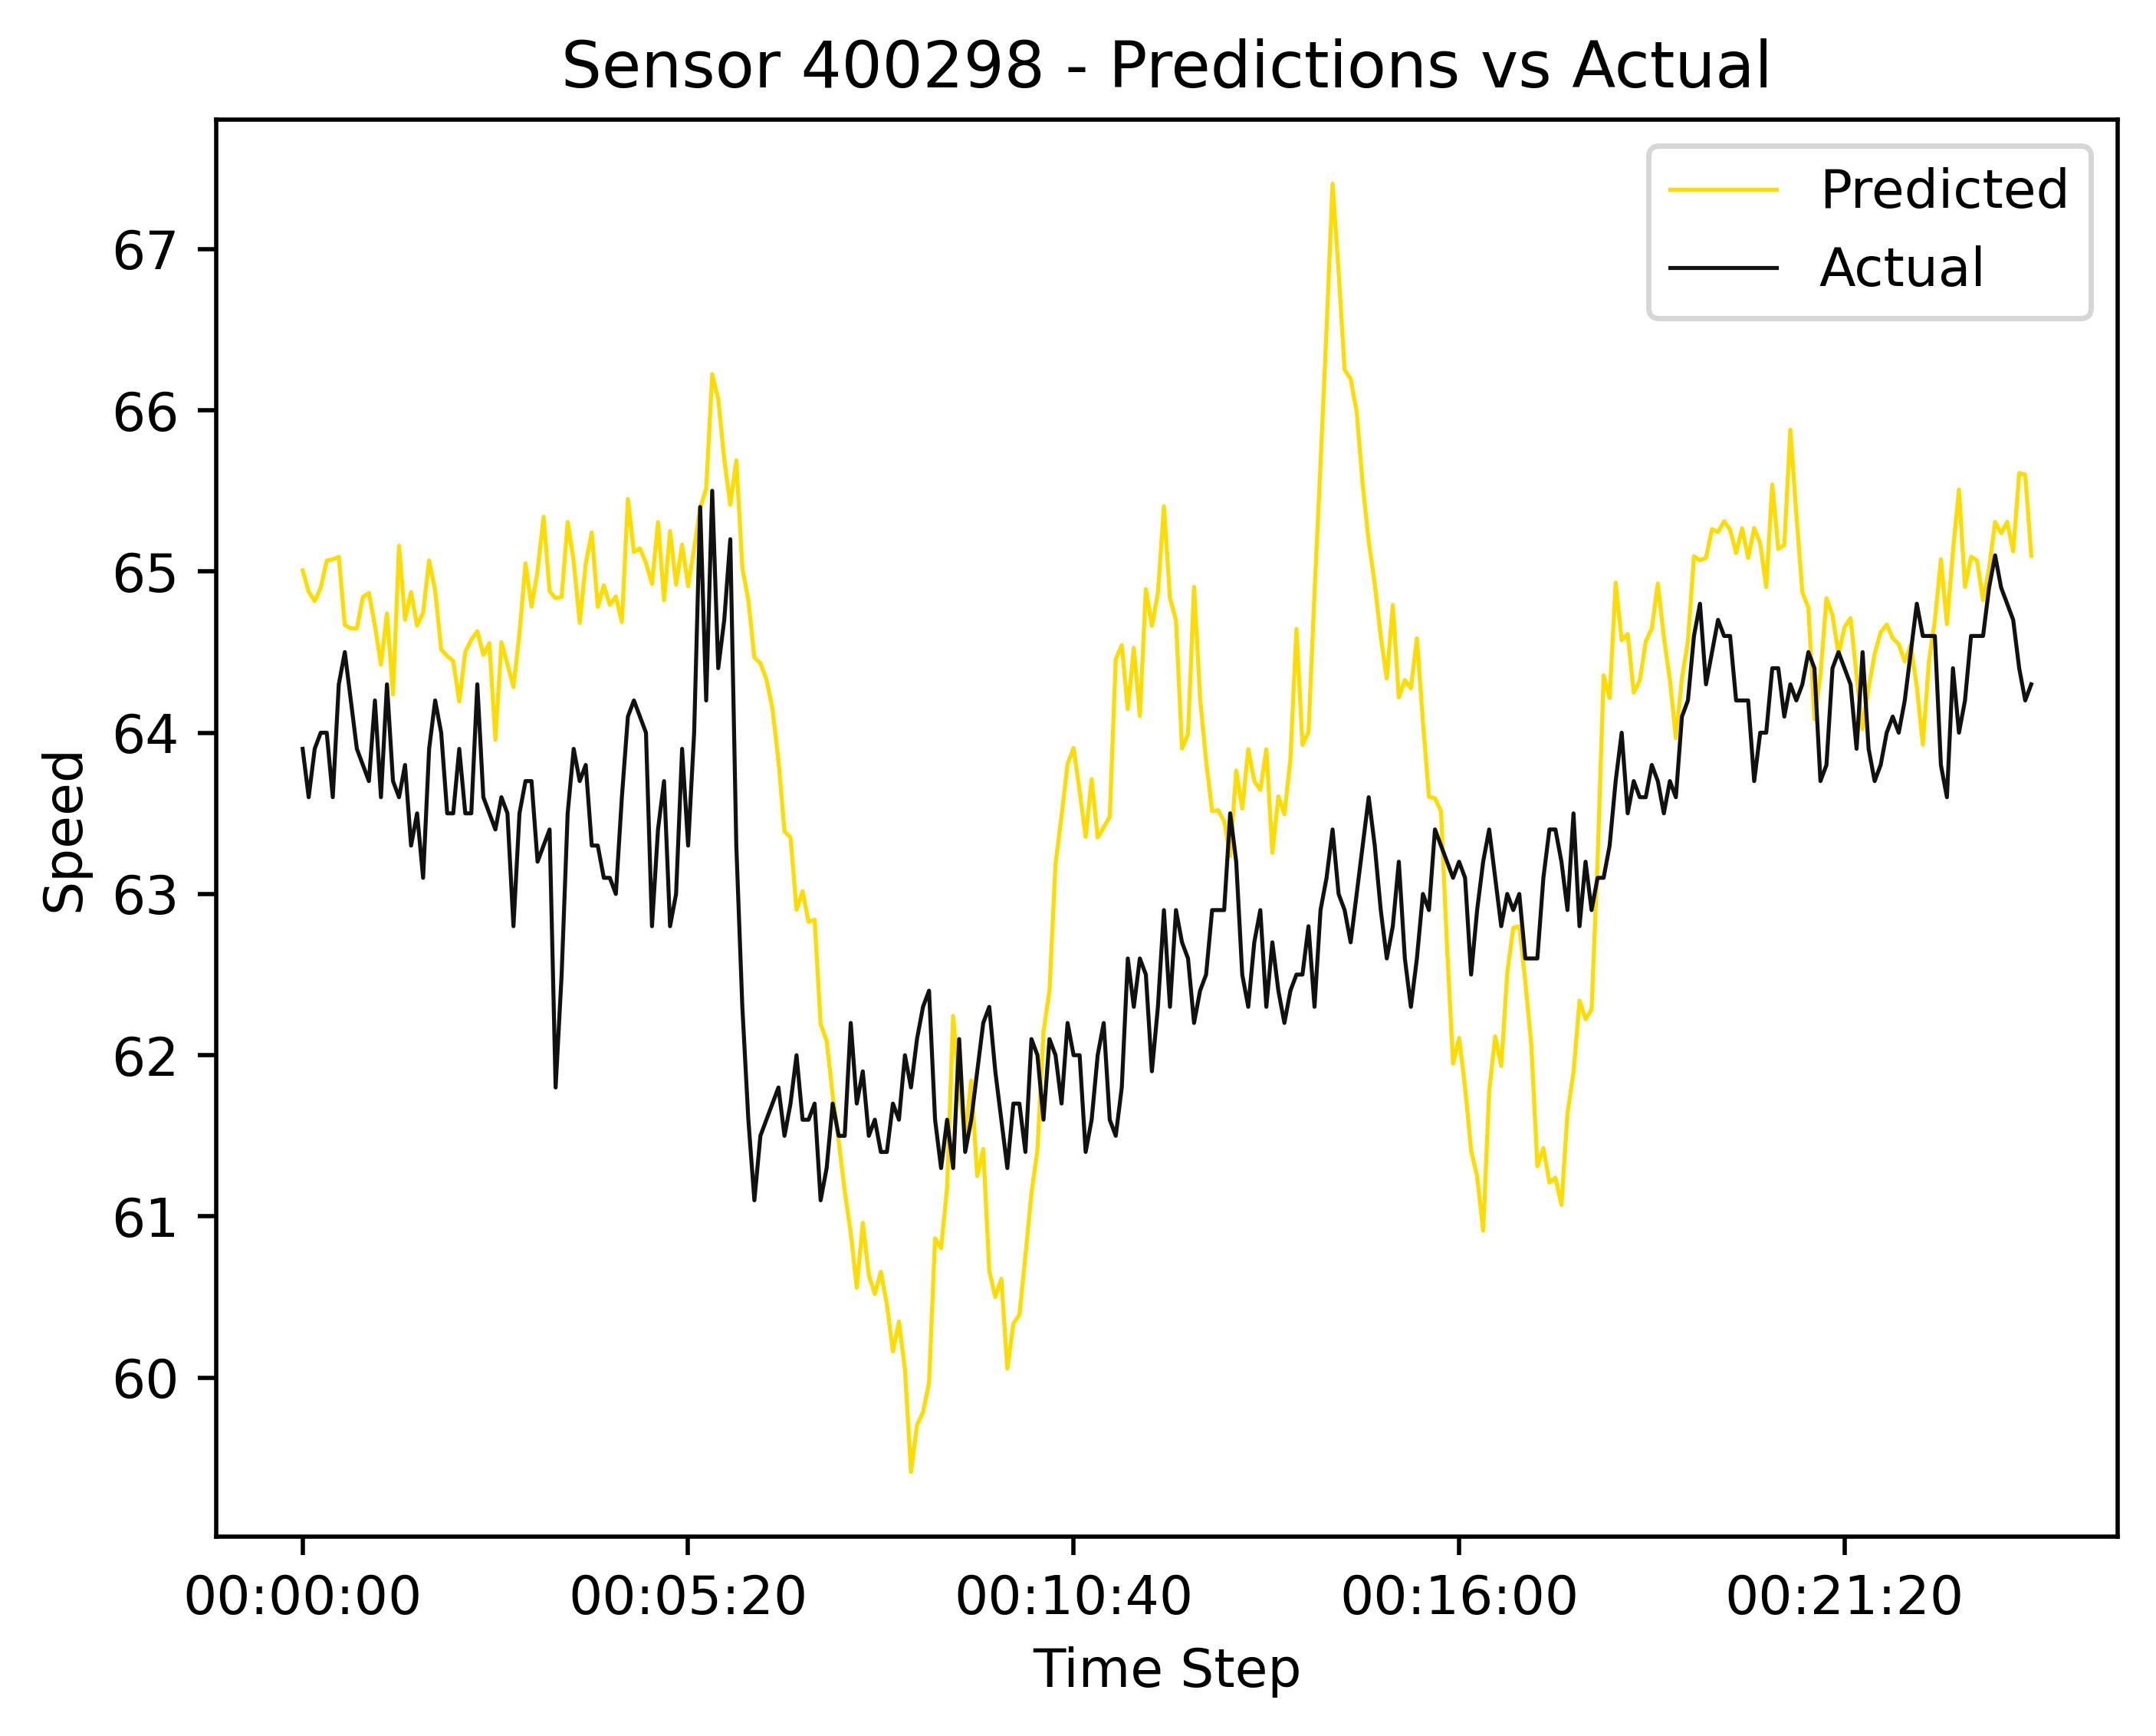 Sensor 400298 - Predictions vs Actual
Predicted
Actual
67
66
65
64
63
62
61
60
Speed
00:00:00 00:05:20 00:10:40 00:16:00 00:21:20
Time Step